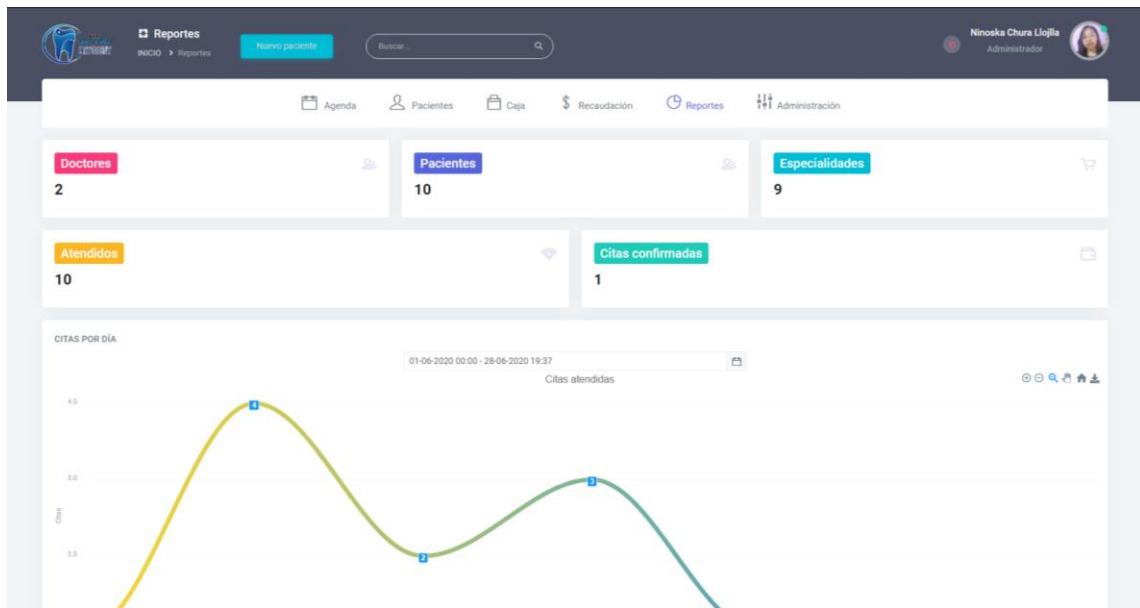 Reportes
INICIO > Reportes
Nuevo paciente
Buscar...
Ninoska Chura Llojlla
Administrador
Agenda
Pacientes
Caja
Recaudación
Reportes
Administración
Doctores
2
Pacientes
10
Especialidades
9
Atendidos
10
Citas confirmadas
1
CITAS POR DÍA
01-06-2020 00:00 - 28-06-2020 19:37
Citas atendidas
4.0
4
3.0
3
Citas
2.0
2